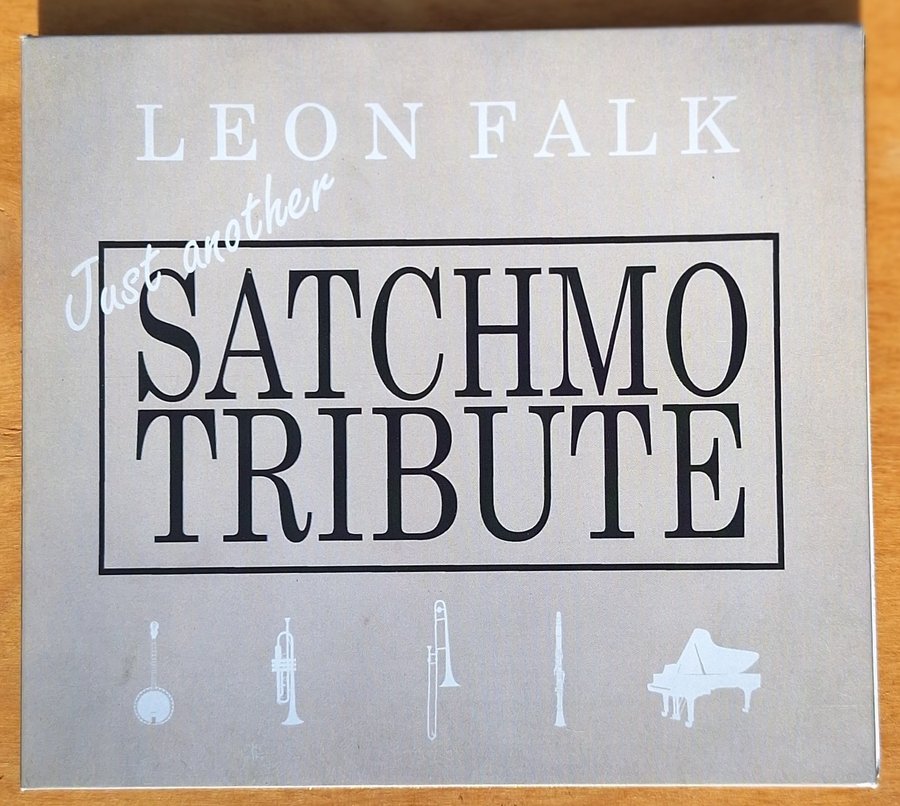 LEON FALK
Just another
SATCHMO
TRIBUTE